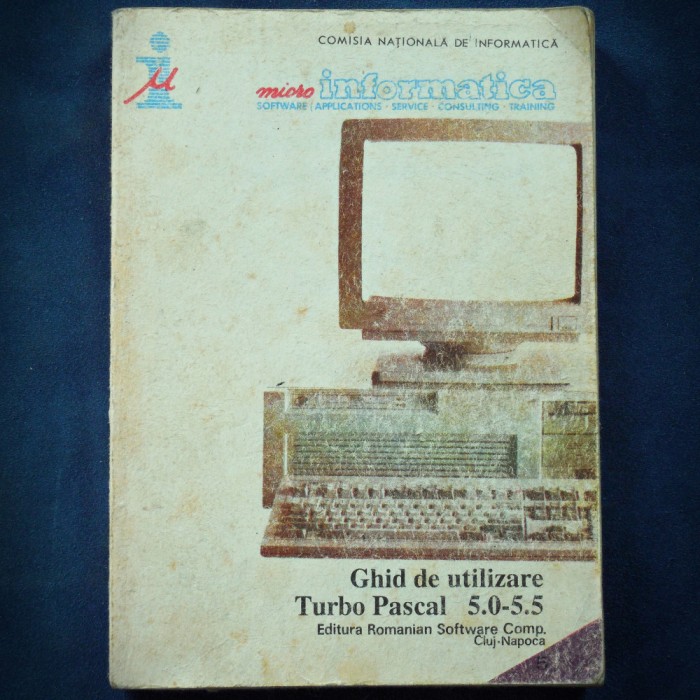 COMISIA NAȚIONALĂ DE INFORMATICĂ
µ
micro informatica
SOFTWARE / APPLICATIONS · SERVICE · CONSULTING · TRAINING
Ghid de utilizare
Turbo Pascal 5.0-5.5
Editura Romanian Software Comp.
Cluj-Napoca
5